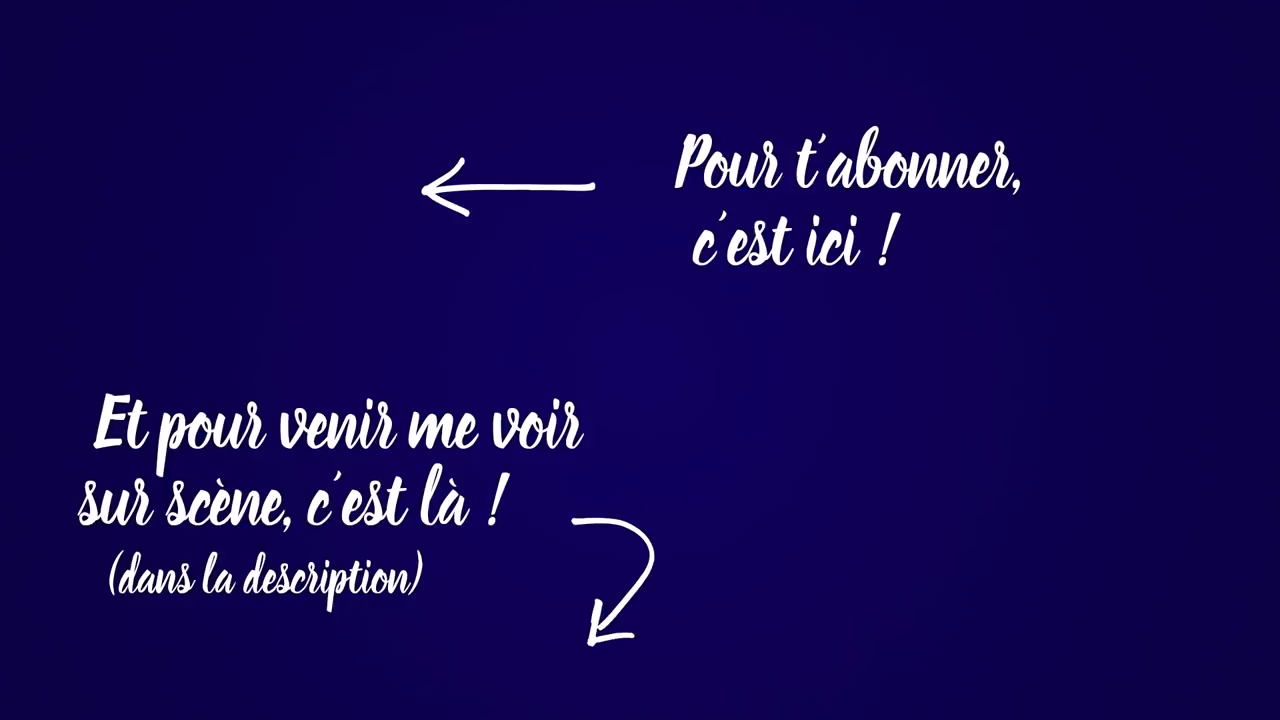 Pour t'abonner,
c'est ici !
Et pour venir me voir
sur scène, c'est là !
(dans la description)